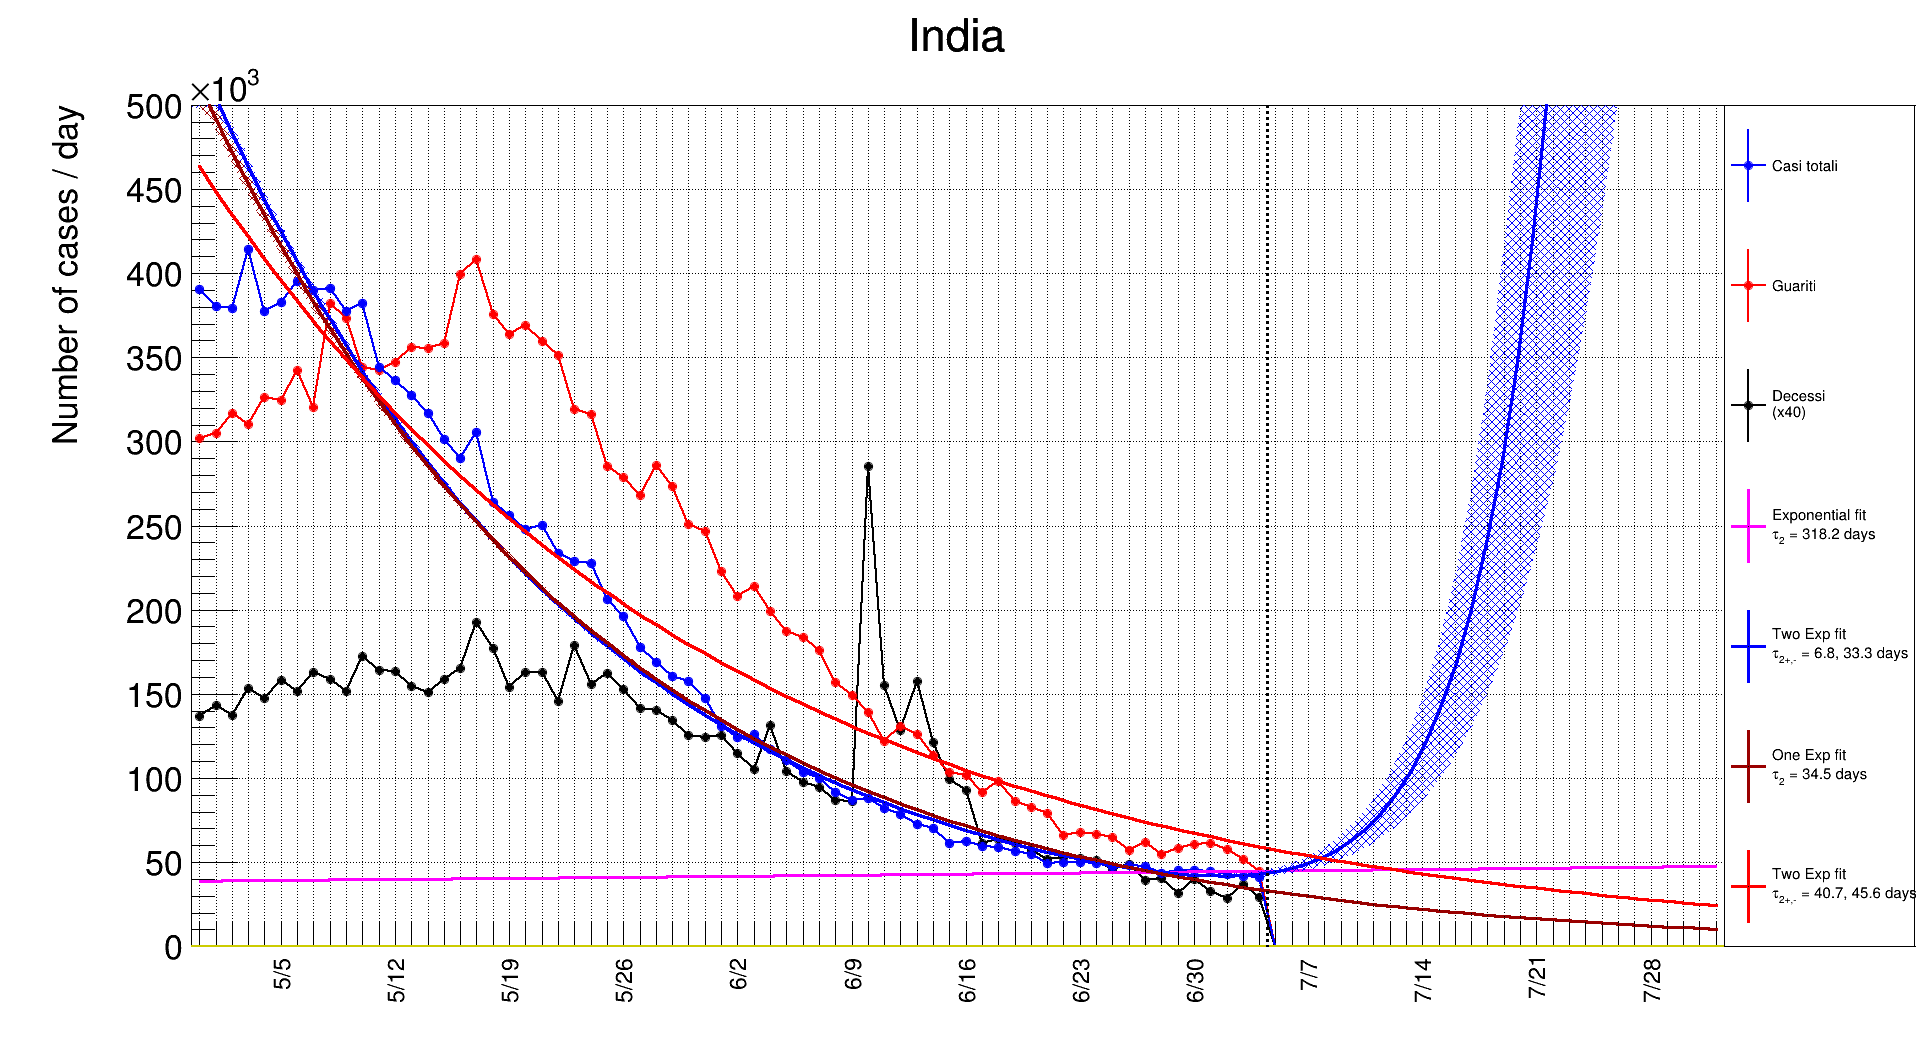 India
×10³
Number of cases / day
500
450
400
350
300
250
200
150
100
50
0
5/5
5/12
5/19
5/26
6/2
6/9
6/16
6/23
6/30
7/7
7/14
7/21
7/28
Casi totali
Guariti
Decessi
(x40)
Exponential fit
τ₂ = 318.2 days
Two Exp fit
τ₂₊,₋ = 6.8, 33.3 days
One Exp fit
τ₂ = 34.5 days
Two Exp fit
τ₂₊,₋ = 40.7, 45.6 days